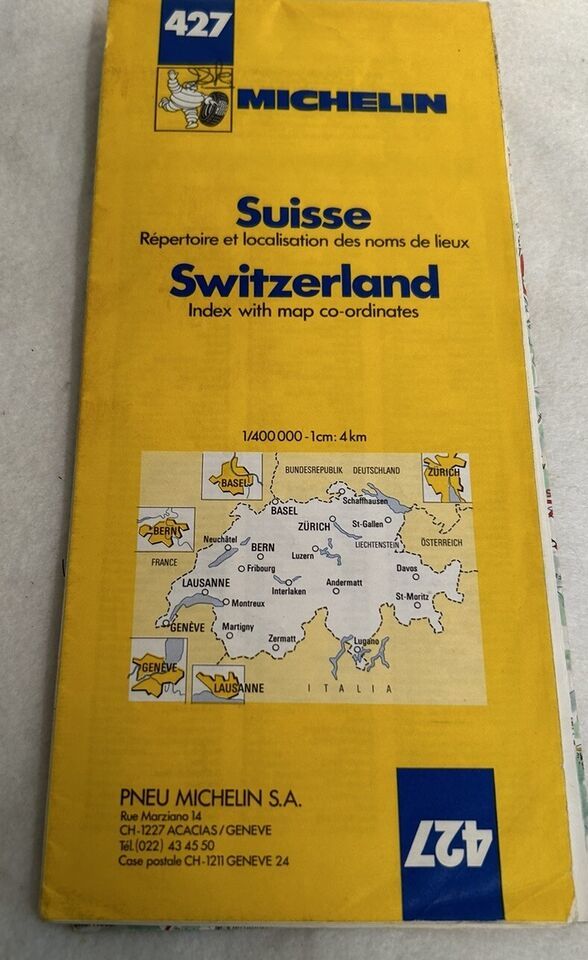 427
MICHELIN
Suisse
Répertoire et localisation des noms de lieux
Switzerland
Index with map co-ordinates
1/400 000 - 1 cm : 4 km
BASEL
BUNDESREPUBLIK DEUTSCHLAND
ZÜRICH
Schaffhausen
BASEL
ZÜRICH
St-Gallen
BERN
Neuchâtel
BERN
Luzern
LIECHTENSTEIN
ÖSTERREICH
FRANCE
Fribourg
LAUSANNE
Interlaken
Andermatt
Davos
Montreux
St-Moritz
GENÈVE
Martigny
Zermatt
Lugano
GENÈVE
LAUSANNE
ITALIA
PNEU MICHELIN S.A.
Rue Marziano 14
CH-1227 ACACIAS / GENEVE
Tél. (022) 43 45 50
Case postale CH-1211 GENEVE 24
427